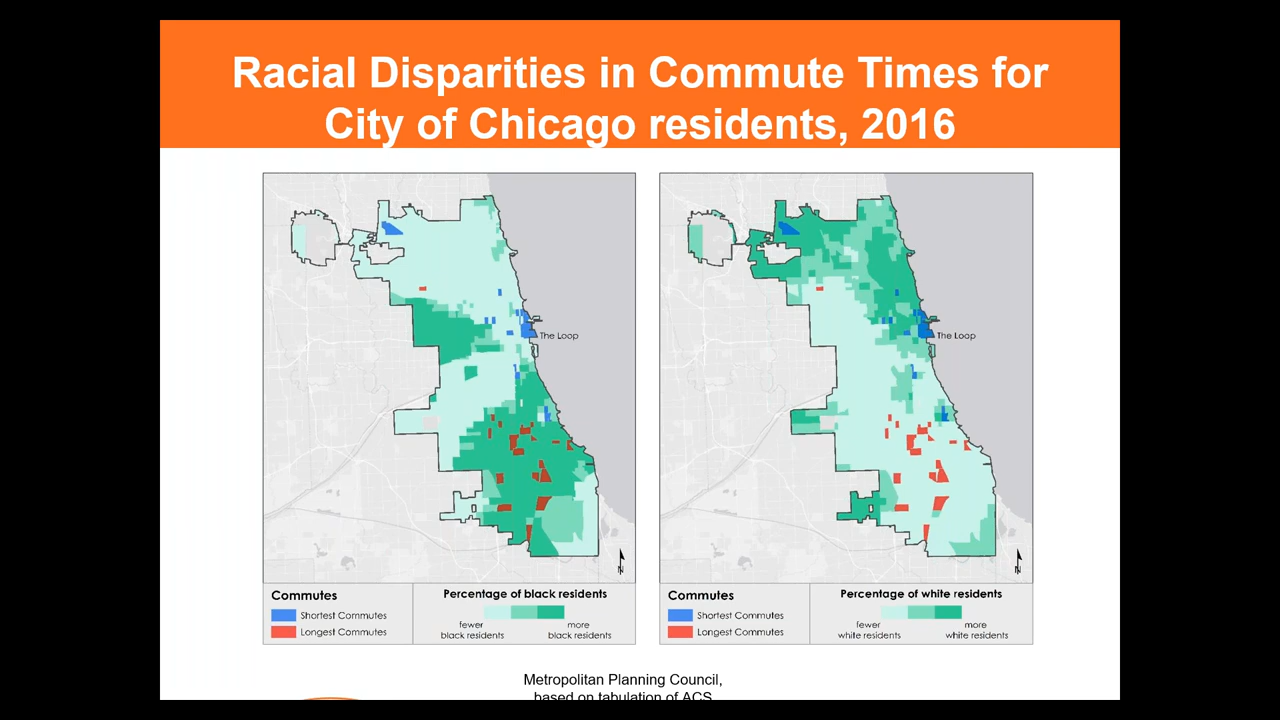 Racial Disparities in Commute Times for
City of Chicago residents, 2016
The Loop
N
Commutes
Shortest Commutes
Longest Commutes
Percentage of black residents
fewer
black residents
more
black residents
The Loop
N
Commutes
Shortest Commutes
Longest Commutes
Percentage of white residents
fewer
white residents
more
white residents
Metropolitan Planning Council,
based on tabulation of ACS